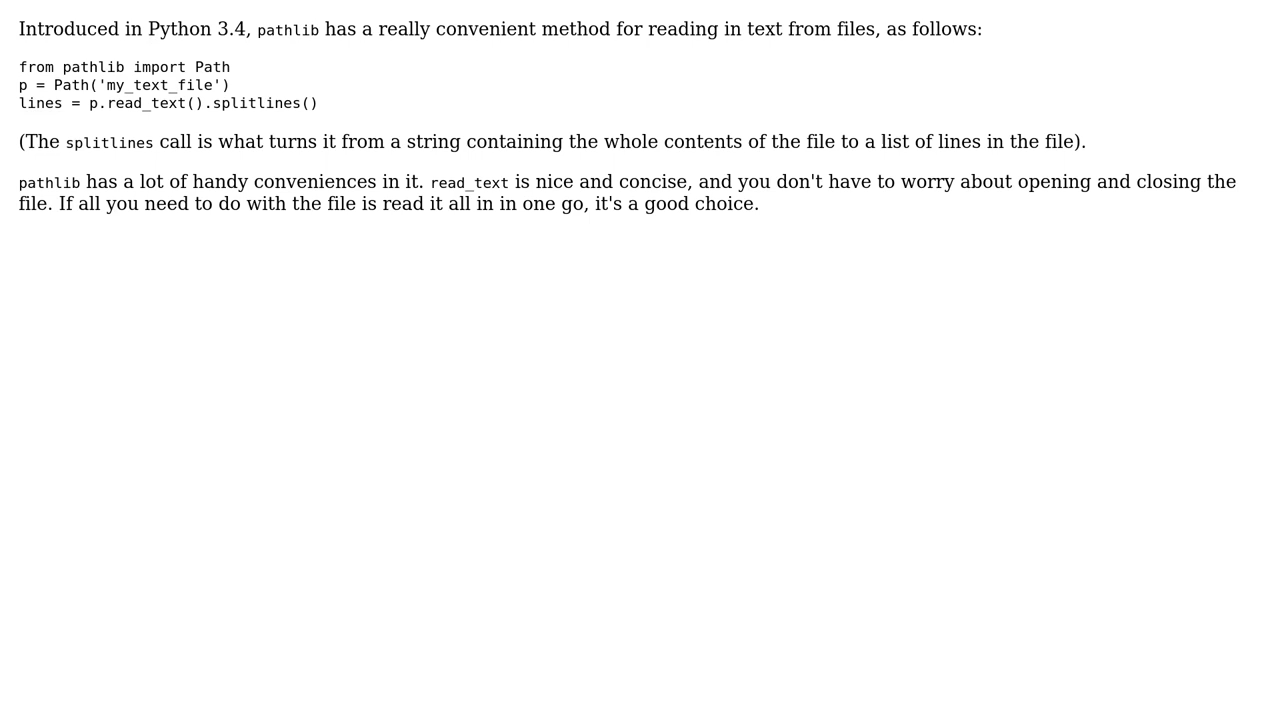 Introduced in Python 3.4, pathlib has a really convenient method for reading in text from files, as follows:
from pathlib import Path
p = Path('my_text_file')
lines = p.read_text().splitlines()
(The splitlines call is what turns it from a string containing the whole contents of the file to a list of lines in the file).
pathlib has a lot of handy conveniences in it. read_text is nice and concise, and you don't have to worry about opening and closing the
file. If all you need to do with the file is read it all in in one go, it's a good choice.